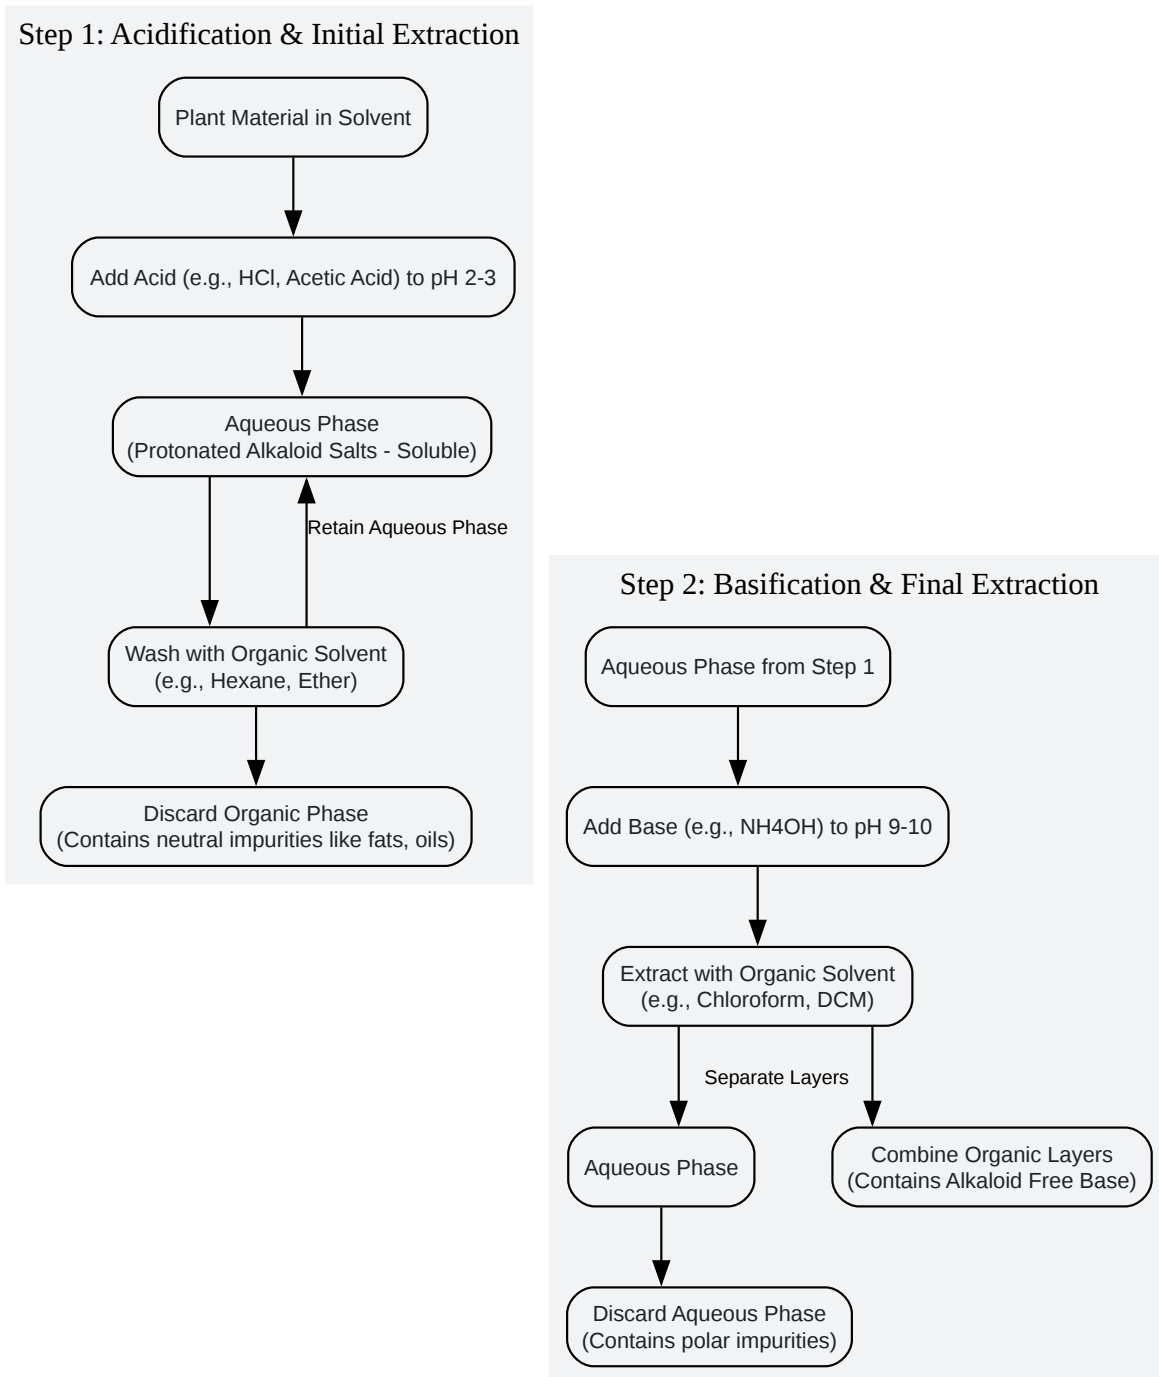 Step 1: Acidification & Initial Extraction
Plant Material in Solvent
Add Acid (e.g., HCl, Acetic Acid) to pH 2-3
Aqueous Phase
(Protonated Alkaloid Salts - Soluble)
Retain Aqueous Phase
Wash with Organic Solvent
(e.g., Hexane, Ether)
Discard Organic Phase
(Contains neutral impurities like fats, oils)
Step 2: Basification & Final Extraction
Aqueous Phase from Step 1
Add Base (e.g., NH4OH) to pH 9-10
Extract with Organic Solvent
(e.g., Chloroform, DCM)
Separate Layers
Aqueous Phase
Combine Organic Layers
(Contains Alkaloid Free Base)
Discard Aqueous Phase
(Contains polar impurities)